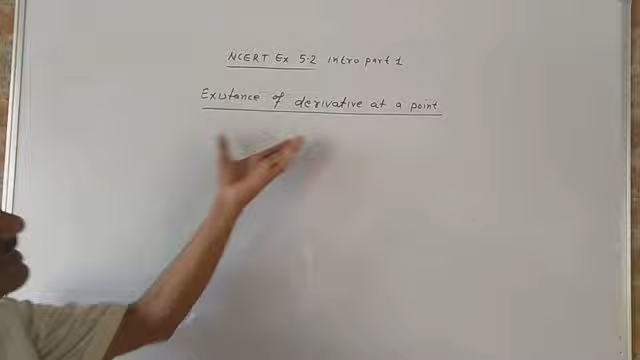 NCERT Ex 5.2 intro part 1
Existance of derivative at a point